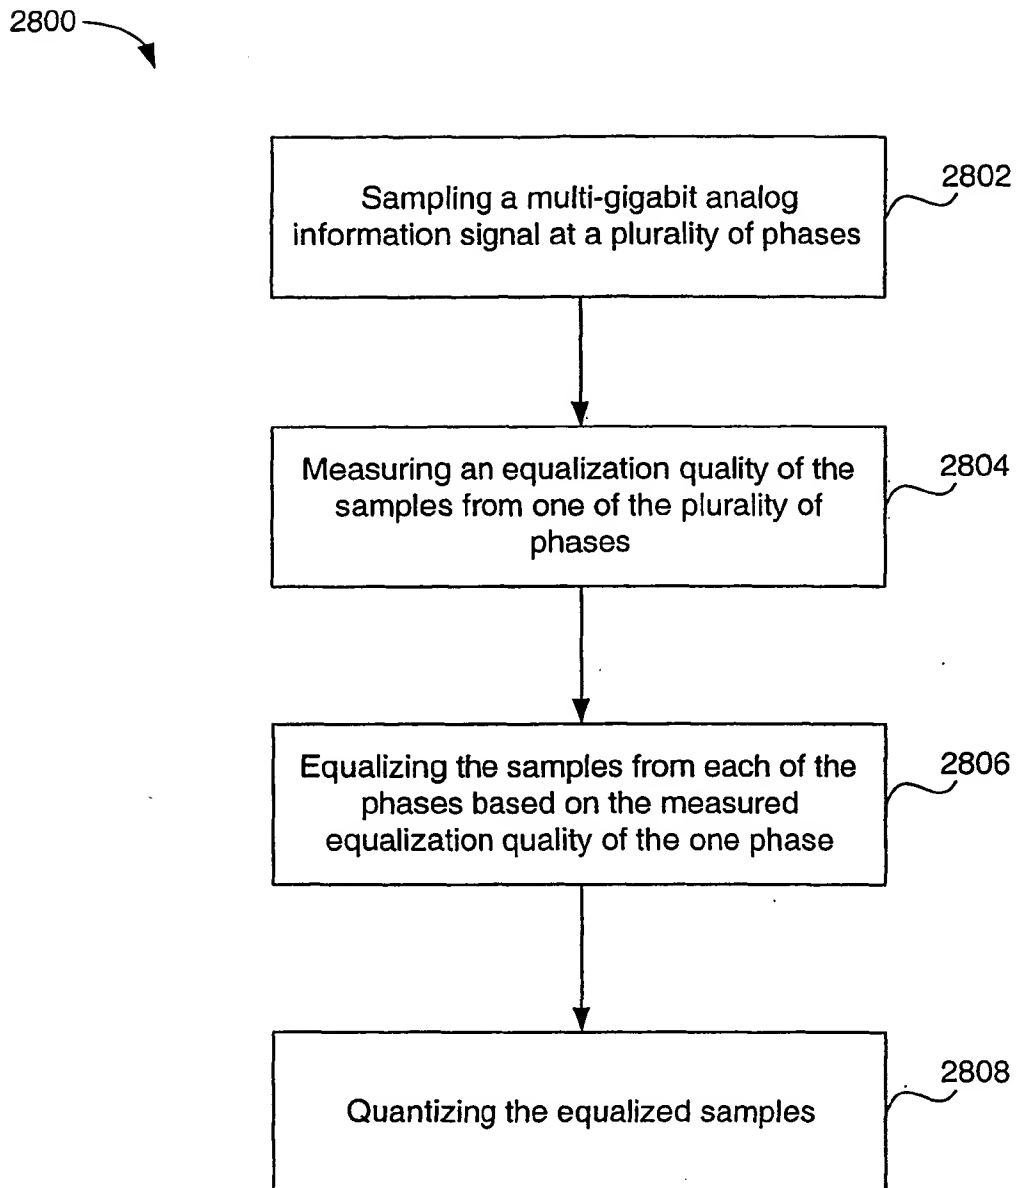 2800
2802
Sampling a multi-gigabit analog
information signal at a plurality of phases
2804
Measuring an equalization quality of the
samples from one of the plurality of
phases
2806
Equalizing the samples from each of the
phases based on the measured
equalization quality of the one phase
2808
Quantizing the equalized samples